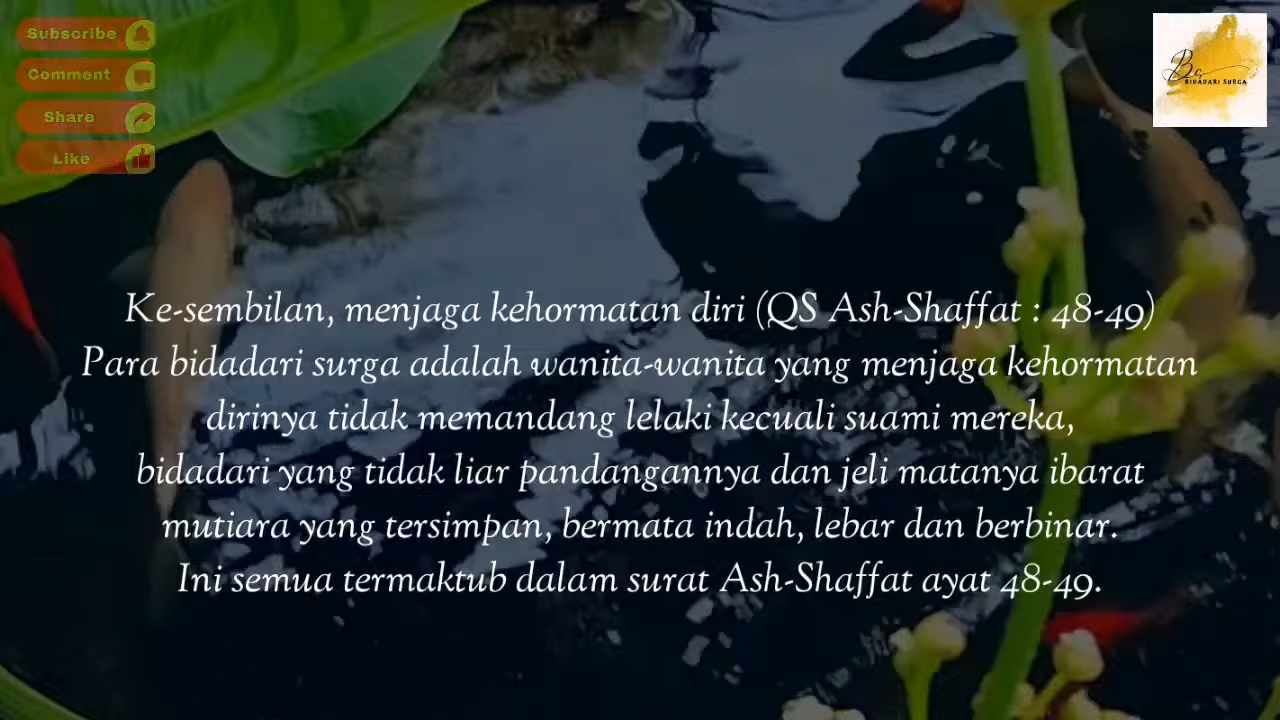 Subscribe
Comment
Share
Like
Bs
BIDADARI SURGA
Ke-sembilan, menjaga kehormatan diri (QS Ash-Shaffat : 48-49)
Para bidadari surga adalah wanita-wanita yang menjaga kehormatan
dirinya tidak memandang lelaki kecuali suami mereka,
bidadari yang tidak liar pandangannya dan jeli matanya ibarat
mutiara yang tersimpan, bermata indah, lebar dan berbinar.
Ini semua termaktub dalam surat Ash-Shaffat ayat 48-49.